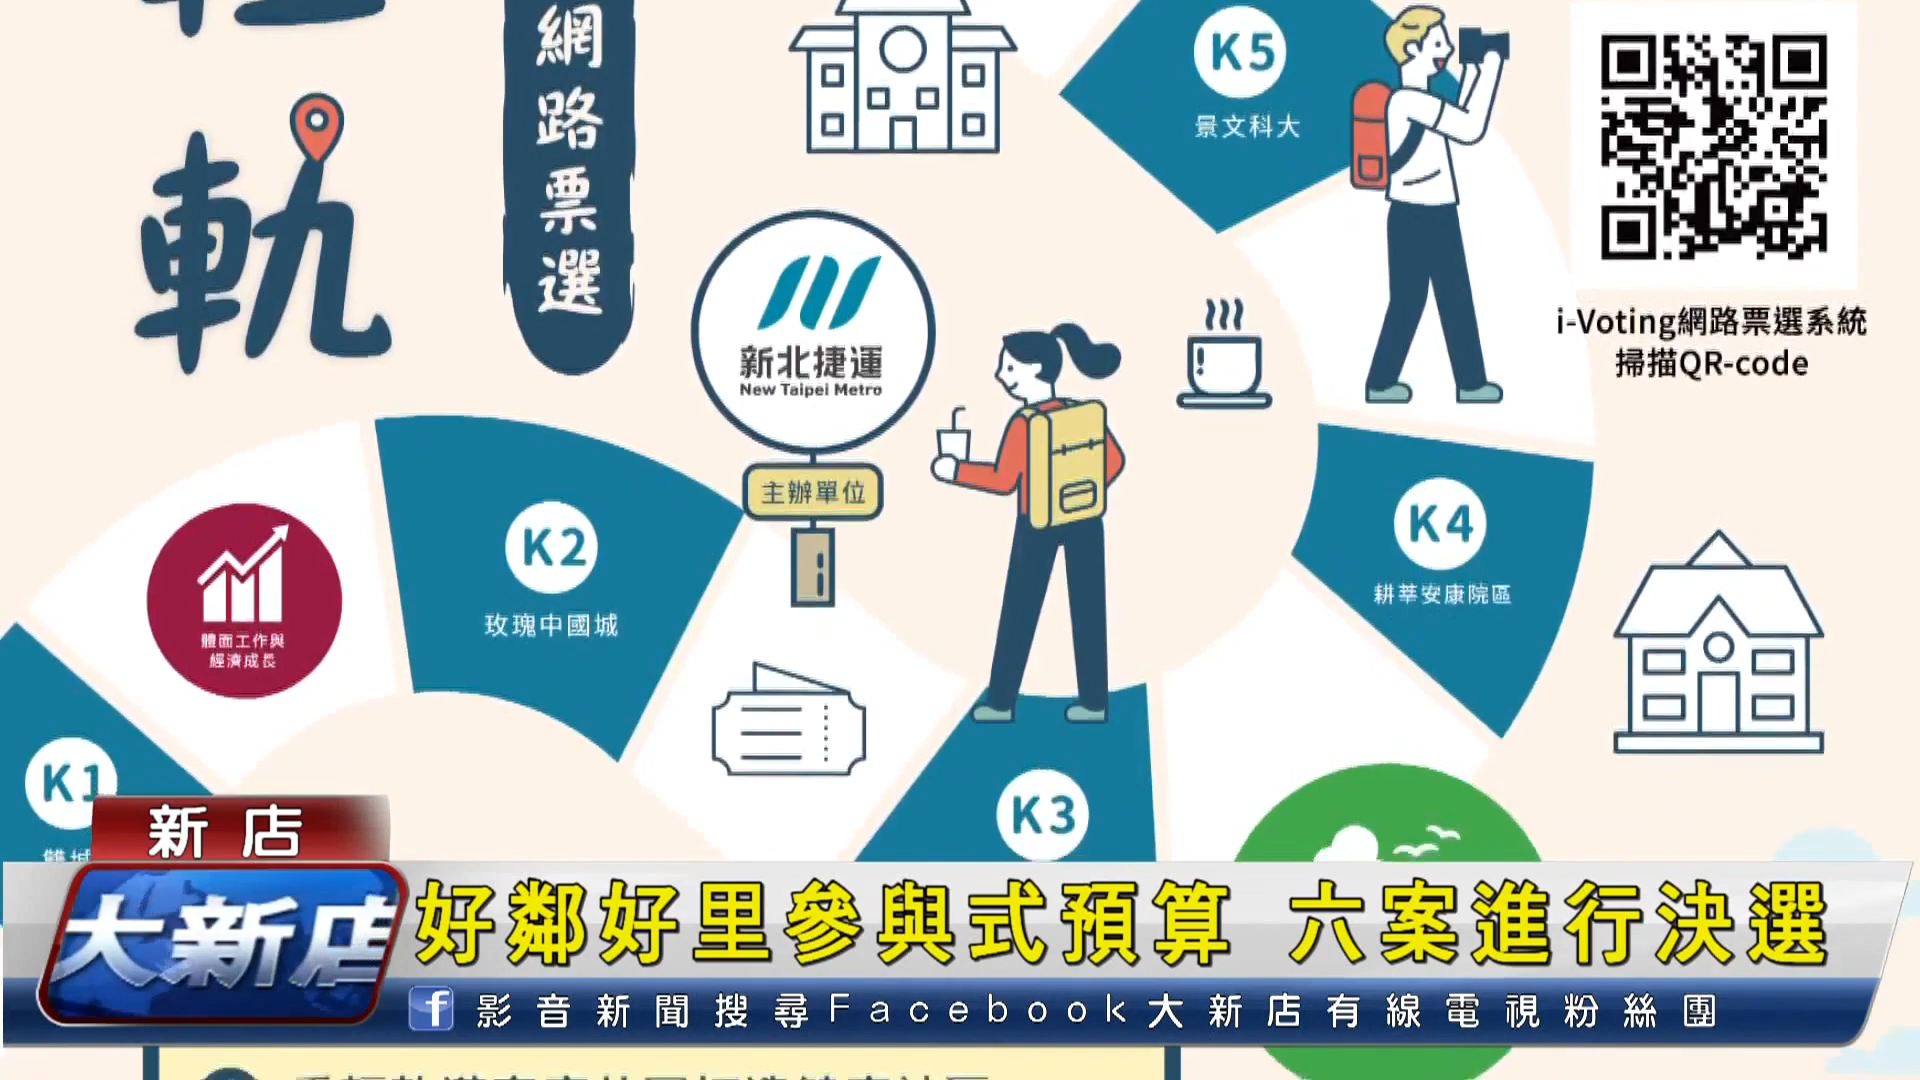 軌
網路票選
K5
景文科大
i-Voting網路票選系統
掃描QR-code
新北捷運
New Taipei Metro
主辦單位
K2
玫瑰中國城
K4
耕莘安康院區
體面工作與
經濟成長
K1
雙城
K3
新店
大新店
好鄰好里參與式預算 六案進行決選
f 影音新聞搜尋Facebook大新店有線電視粉絲團